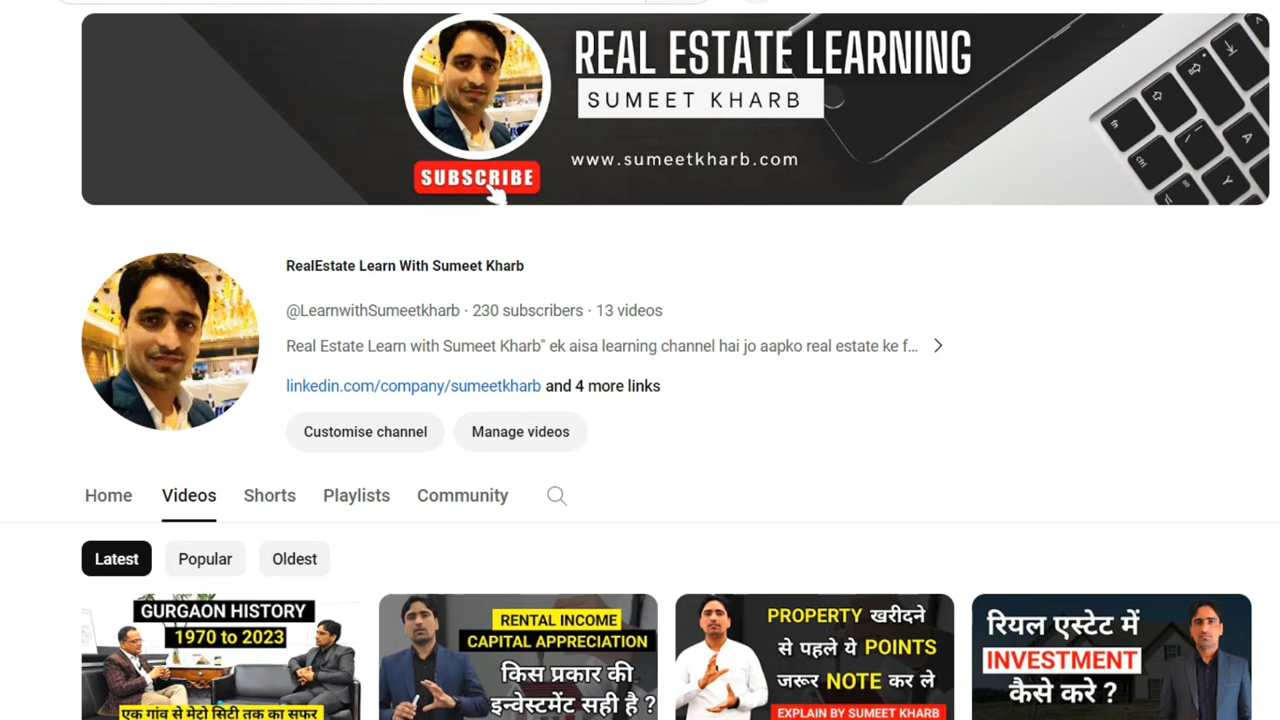 REAL ESTATE LEARNING
SUMEET KHARB
www.sumeetkharb.com
SUBSCRIBE
RealEstate Learn With Sumeet Kharb
@LearnwithSumeetkharb · 230 subscribers · 13 videos
Real Estate Learn with Sumeet Kharb" ek aisa learning channel hai jo aapko real estate ke f...
linkedin.com/company/sumeetkharb and 4 more links
Customise channel Manage videos
Home Videos Shorts Playlists Community
Latest Popular Oldest
GURGAON HISTORY
1970 to 2023
एक गांव से मेट्रो सिटी तक का सफर
RENTAL INCOME
CAPITAL APPRECIATION
किस प्रकार की
इन्वेस्टमेंट सही है ?
PROPERTY खरीदने
से पहले ये POINTS
जरूर NOTE कर ले
EXPLAIN BY SUMEET KHARB
रियल एस्टेट में
INVESTMENT
कैसे करे ?